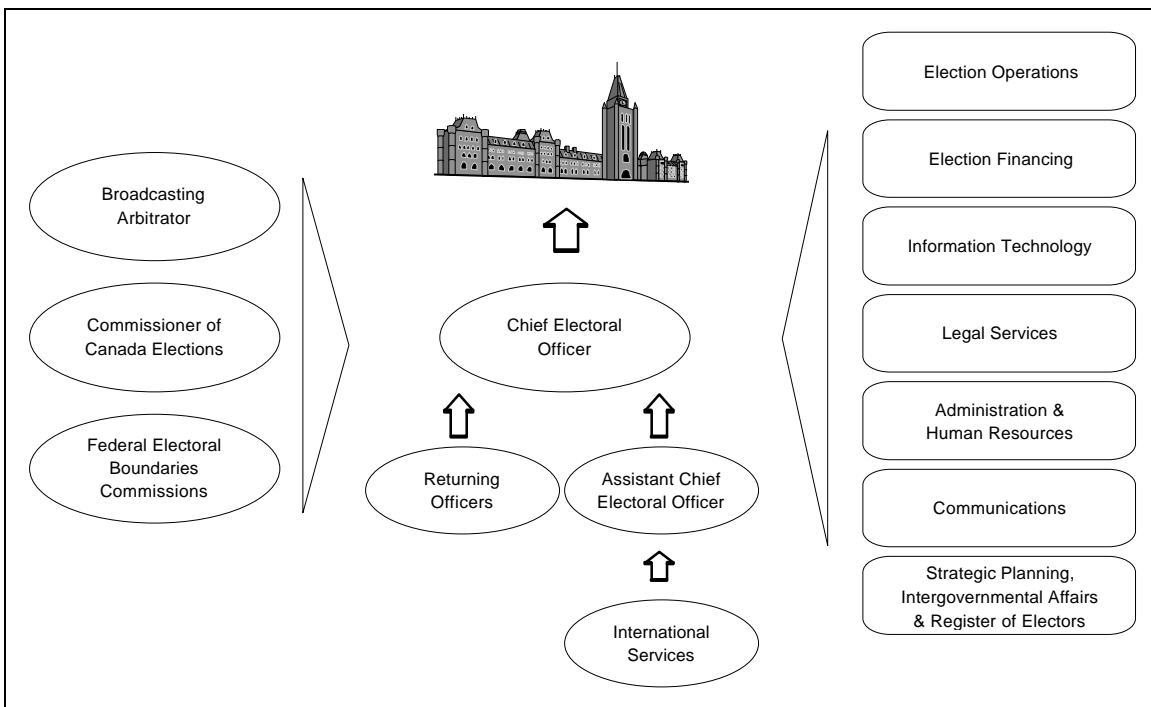 Broadcasting
Arbitrator
Commissioner of
Canada Elections
Federal Electoral
Boundaries
Commissions
Chief Electoral
Officer
Returning
Officers
Assistant Chief
Electoral Officer
International
Services
Election Operations
Election Financing
Information Technology
Legal Services
Administration &
Human Resources
Communications
Strategic Planning,
Intergovernmental Affairs
& Register of Electors